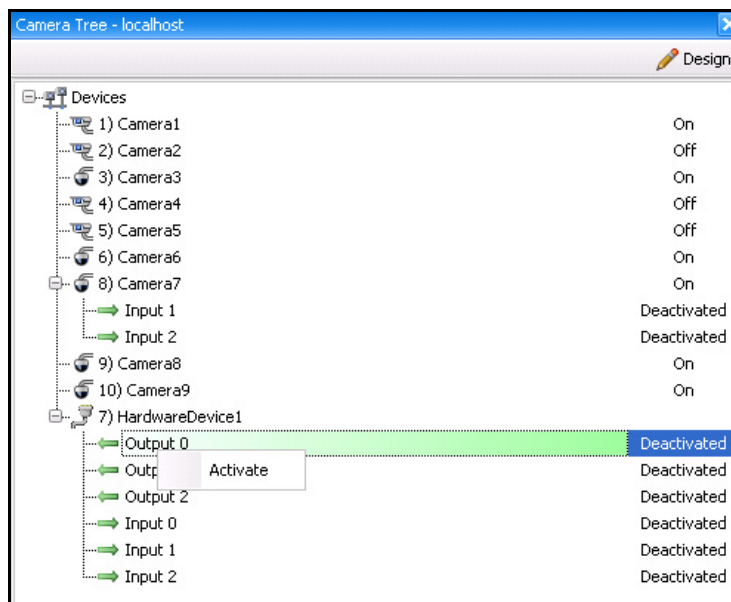 Camera Tree - localhost
Design
Devices
1) Camera1 On
2) Camera2 Off
3) Camera3 On
4) Camera4 Off
5) Camera5 Off
6) Camera6 On
8) Camera7 On
Input 1 Deactivated
Input 2 Deactivated
9) Camera8 On
10) Camera9 On
7) HardwareDevice1
Output 0 Deactivated
Activate Deactivated
Output 2 Deactivated
Input 0 Deactivated
Input 1 Deactivated
Input 2 Deactivated